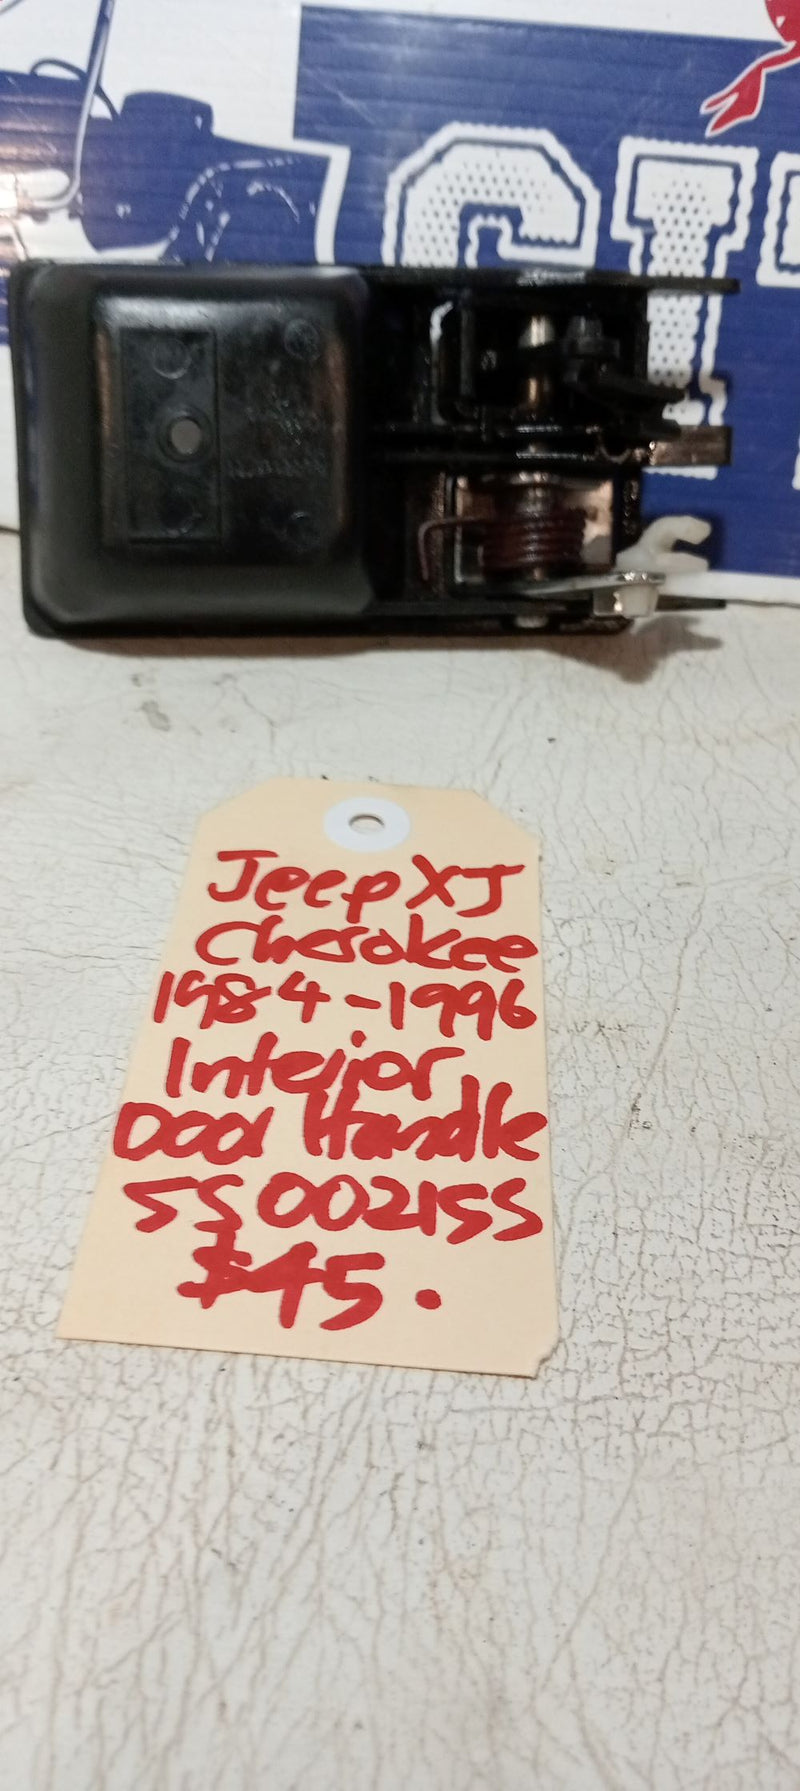 Jeep XJ
Cherokee
1984-1996
Interior
Door Handle
55002155
$45.